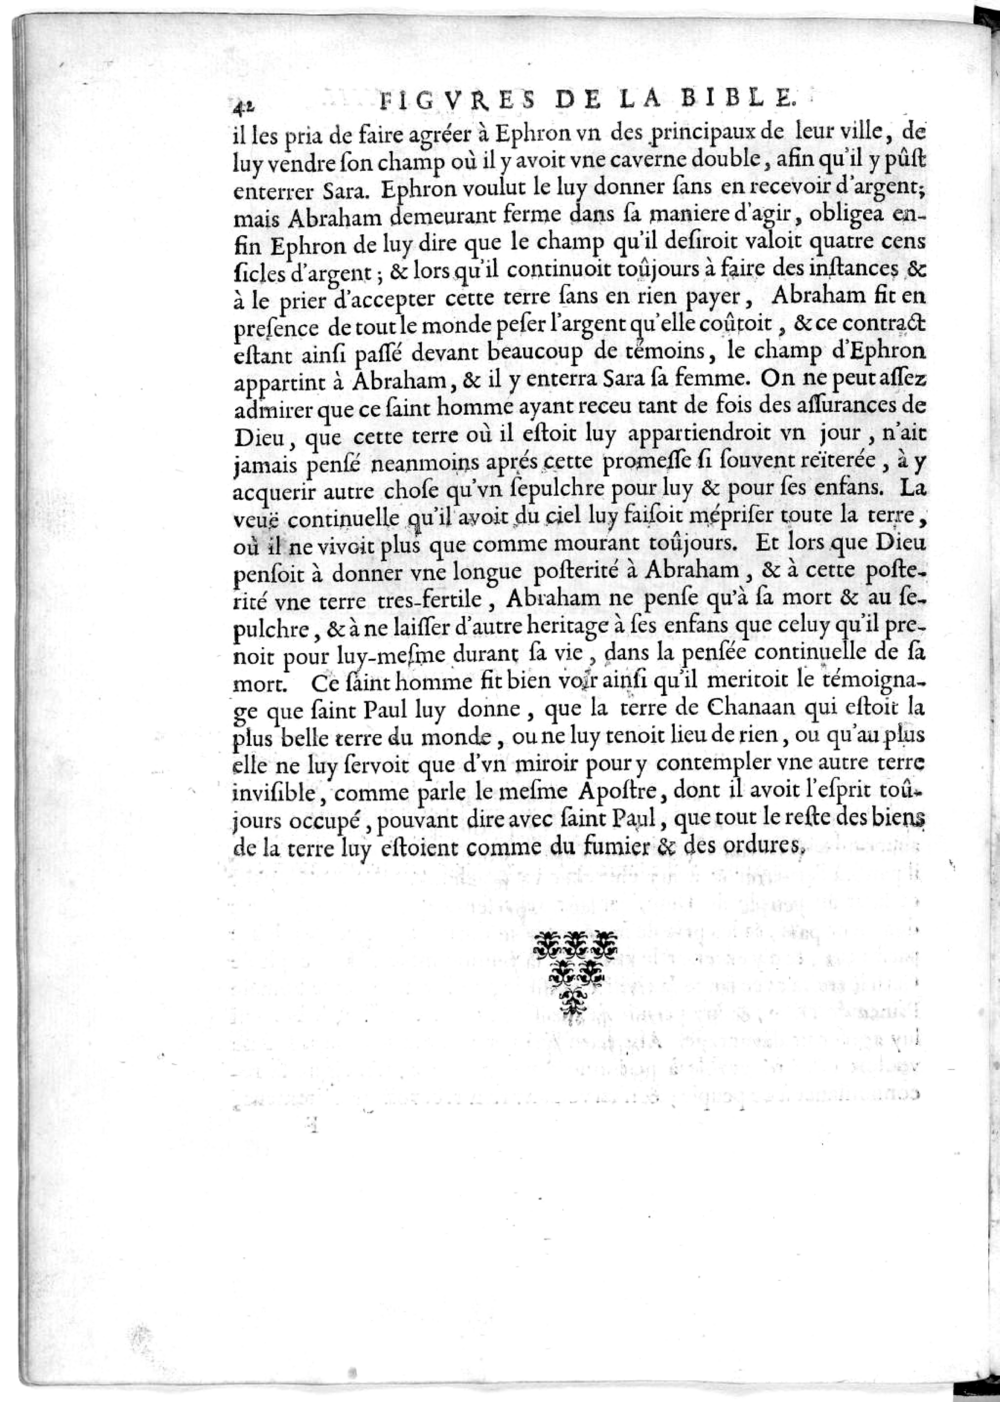 42 FIGVRES DE LA BIBLE.
il les pria de faire agréer à Ephron vn des principaux de leur ville, de
luy vendre ſon champ où il y avoit vne caverne double, afin qu'il y pûſt
enterrer Sara. Ephron voulut le luy donner ſans en recevoir d'argent;
mais Abraham demeurant ferme dans ſa maniere d'agir, obligea en-
fin Ephron de luy dire que le champ qu'il deſiroit valoit quatre cens
ſicles d'argent; & lors qu'il continuoit toûjours à faire des inſtances &
à le prier d'accepter cette terre ſans en rien payer, Abraham fit en
preſence de tout le monde peſer l'argent qu'elle coûtoit, & ce contract
eſtant ainſi paſſé devant beaucoup de témoins, le champ d'Ephron
appartint à Abraham, & il y enterra Sara ſa femme. On ne peut aſſez
admirer que ce ſaint homme ayant receu tant de fois des aſſurances de
Dieu, que cette terre où il eſtoit luy appartiendroit vn jour, n'ait
jamais penſé neanmoins aprés cette promeſſe ſi ſouvent reïterée, à y
acquerir autre choſe qu'vn ſepulchre pour luy & pour ſes enfans. La
veuë continuelle qu'il avoit du ciel luy faiſoit mépriſer toute la terre,
où il ne vivoit plus que comme mourant toûjours. Et lors que Dieu
penſoit à donner vne longue poſterité à Abraham, & à cette poſte-
rité vne terre tres-fertile, Abraham ne penſe qu'à ſa mort & au ſe-
pulchre, & à ne laiſſer d'autre heritage à ſes enfans que celuy qu'il pre-
noit pour luy-meſme durant ſa vie, dans la penſée continuelle de ſa
mort. Ce ſaint homme fit bien voir ainſi qu'il meritoit le témoigna-
ge que ſaint Paul luy donne, que la terre de Chanaan qui eſtoit la
plus belle terre du monde, ou ne luy tenoit lieu de rien, ou qu'au plus
elle ne luy ſervoit que d'vn miroir pour y contempler vne autre terre
inviſible, comme parle le meſme Apoſtre, dont il avoit l'eſprit toû-
jours occupé, pouvant dire avec ſaint Paul, que tout le reſte des biens
de la terre luy eſtoient comme du fumier & des ordures.